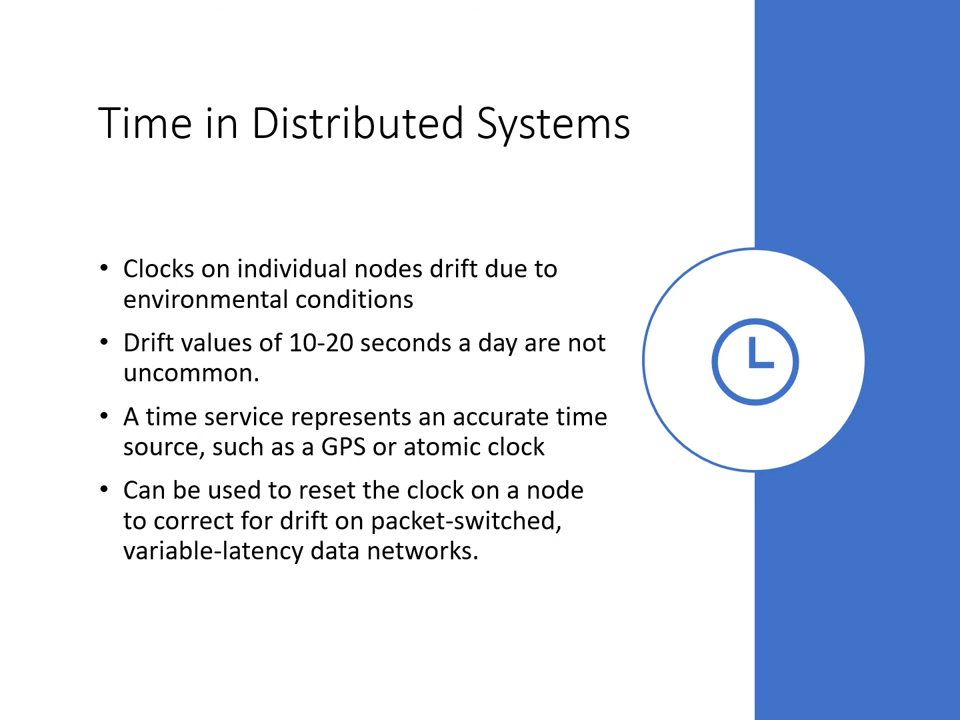 Time in Distributed Systems
• Clocks on individual nodes drift due to
environmental conditions
• Drift values of 10-20 seconds a day are not
uncommon.
• A time service represents an accurate time
source, such as a GPS or atomic clock
• Can be used to reset the clock on a node
to correct for drift on packet-switched,
variable-latency data networks.